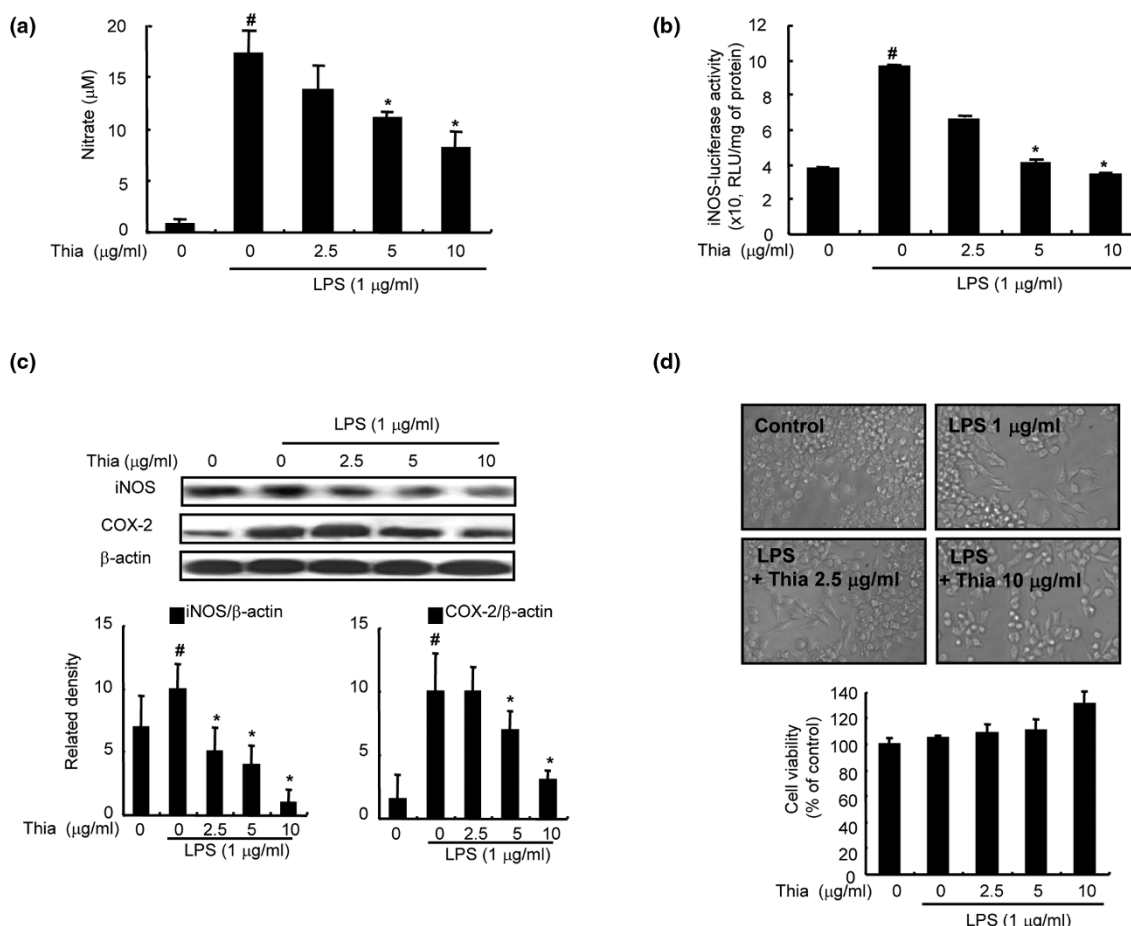 (a)
Nitrate (μM)
20
15
10
5
0
#
*
*
Thia (μg/ml) 0 0 2.5 5 10
LPS (1 μg/ml)
(b)
iNOS-luciferase activity
(x10, RLU/mg of protein)
12
10
8
6
4
2
0
#
*
*
Thia (μg/ml) 0 0 2.5 5 10
LPS (1 μg/ml)
(c)
LPS (1 μg/ml)
Thia (μg/ml) 0 0 2.5 5 10
iNOS
COX-2
β-actin
iNOS/β-actin
Related density
15
10
5
0
#
*
*
*
Thia (μg/ml) 0 0 2.5 5 10
LPS (1 μg/ml)
COX-2/β-actin
15
10
5
0
#
*
*
0 0 2.5 5 10
LPS (1 μg/ml)
(d)
Control
LPS 1 μg/ml
LPS
+ Thia 2.5 μg/ml
LPS
+ Thia 10 μg/ml
Cell viability
(% of control)
140
120
100
80
60
40
20
0
Thia (μg/ml) 0 0 2.5 5 10
LPS (1 μg/ml)